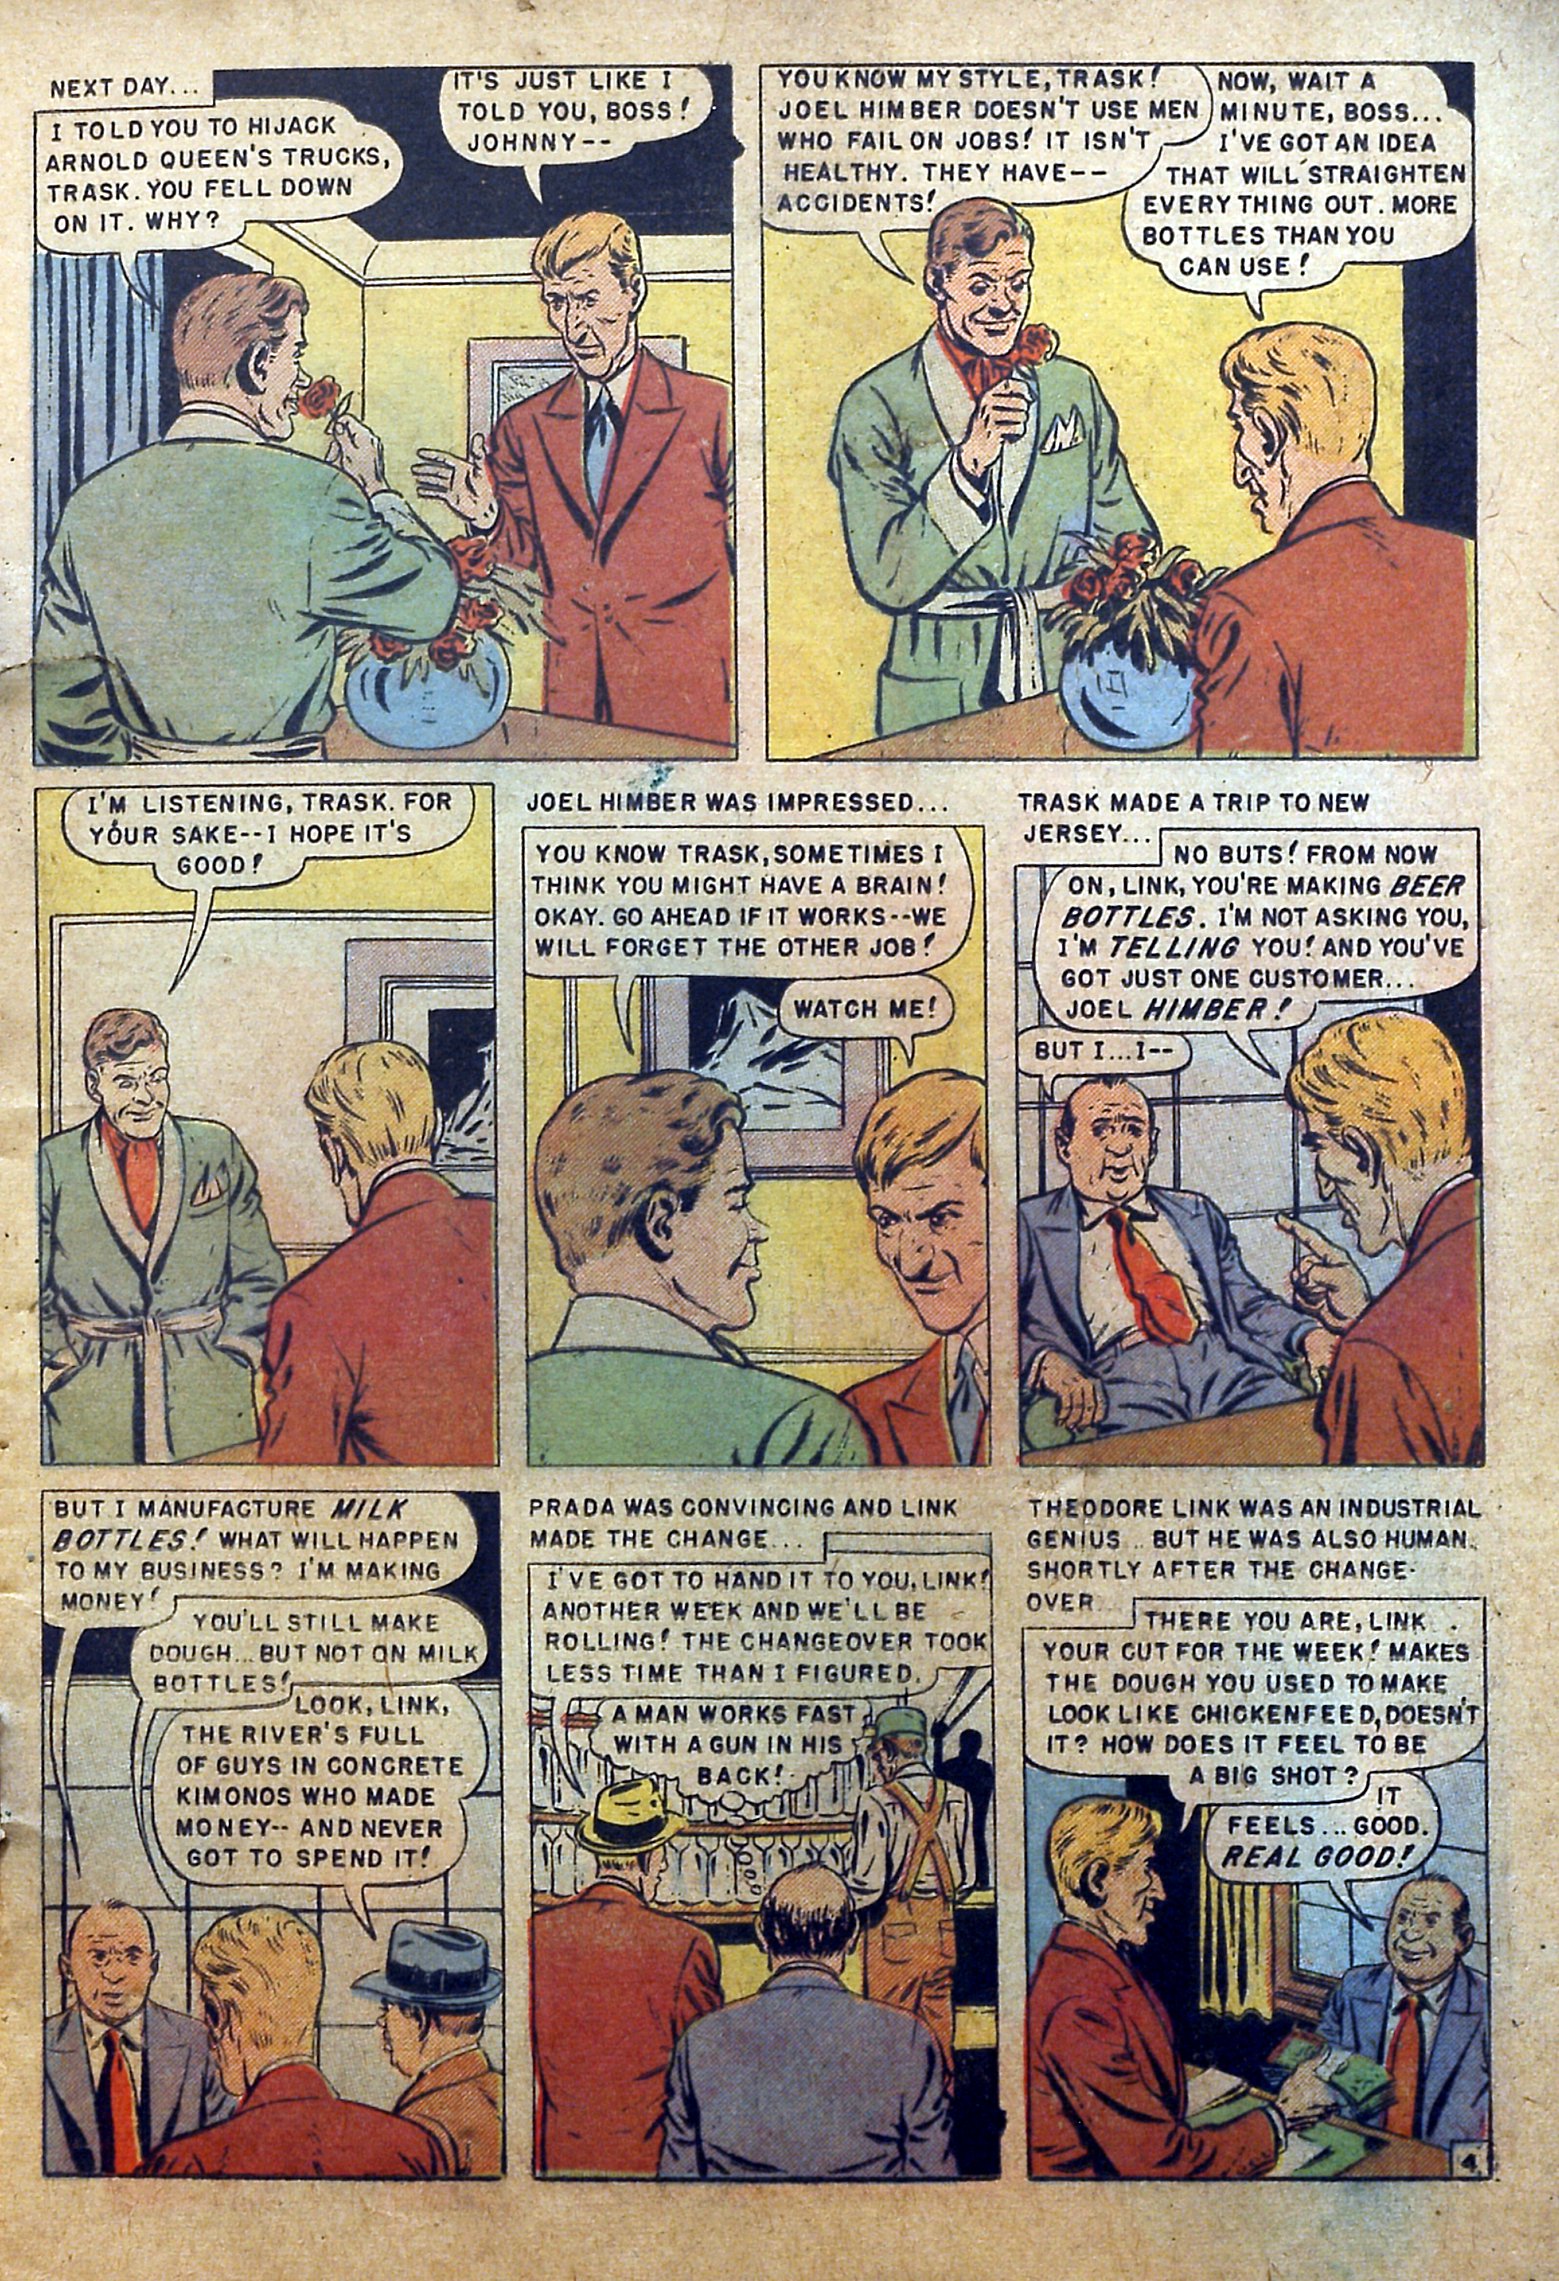 NEXT DAY...
I TOLD YOU TO HIJACK
ARNOLD QUEEN'S TRUCKS,
TRASK. YOU FELL DOWN
ON IT. WHY?
IT'S JUST LIKE I
TOLD YOU, BOSS!
JOHNNY--
YOU KNOW MY STYLE, TRASK!
JOEL HIMBER DOESN'T USE MEN
WHO FAIL ON JOBS! IT ISN'T
HEALTHY. THEY HAVE--
ACCIDENTS!
NOW, WAIT A
MINUTE, BOSS...
I'VE GOT AN IDEA
THAT WILL STRAIGHTEN
EVERYTHING OUT. MORE
BOTTLES THAN YOU
CAN USE!
I'M LISTENING, TRASK. FOR
YOUR SAKE--I HOPE IT'S
GOOD!
JOEL HIMBER WAS IMPRESSED...
YOU KNOW TRASK, SOMETIMES I
THINK YOU MIGHT HAVE A BRAIN!
OKAY. GO AHEAD IF IT WORKS--WE
WILL FORGET THE OTHER JOB!
WATCH ME!
TRASK MADE A TRIP TO NEW
JERSEY...
NO BUTS! FROM NOW
ON, LINK, YOU'RE MAKING BEER
BOTTLES. I'M NOT ASKING YOU,
I'M TELLING YOU! AND YOU'VE
GOT JUST ONE CUSTOMER...
JOEL HIMBER!
BUT I...I--
BUT I MANUFACTURE MILK
BOTTLES! WHAT WILL HAPPEN
TO MY BUSINESS? I'M MAKING
MONEY!
YOU'LL STILL MAKE
DOUGH...BUT NOT ON MILK
BOTTLES!
LOOK, LINK,
THE RIVER'S FULL
OF GUYS IN CONCRETE
KIMONOS WHO MADE
MONEY-- AND NEVER
GOT TO SPEND IT!
PRADA WAS CONVINCING AND LINK
MADE THE CHANGE...
I'VE GOT TO HAND IT TO YOU, LINK!
ANOTHER WEEK AND WE'LL BE
ROLLING! THE CHANGEOVER TOOK
LESS TIME THAN I FIGURED.
A MAN WORKS FAST
WITH A GUN IN HIS
BACK!
THEODORE LINK WAS AN INDUSTRIAL
GENIUS.. BUT HE WAS ALSO HUMAN.
SHORTLY AFTER THE CHANGE-
OVER...
THERE YOU ARE, LINK.
YOUR CUT FOR THE WEEK! MAKES
THE DOUGH YOU USED TO MAKE
LOOK LIKE CHICKENFEED, DOESN'T
IT? HOW DOES IT FEEL TO BE
A BIG SHOT?
IT
FEELS...GOOD.
REAL GOOD!
4